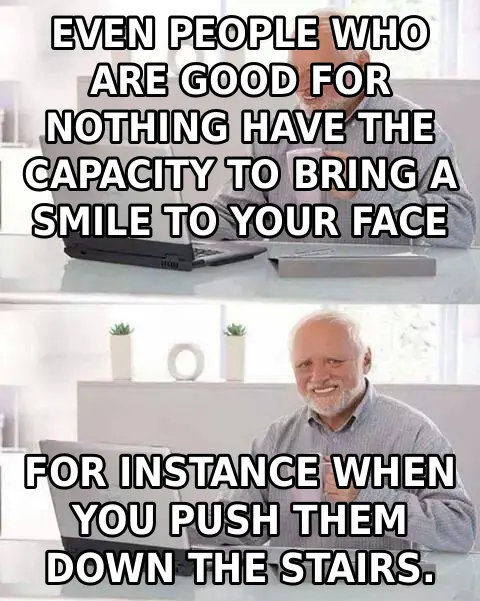 EVEN PEOPLE WHO
ARE GOOD FOR
NOTHING HAVE THE
CAPACITY TO BRING A
SMILE TO YOUR FACE
FOR INSTANCE WHEN
YOU PUSH THEM
DOWN THE STAIRS.